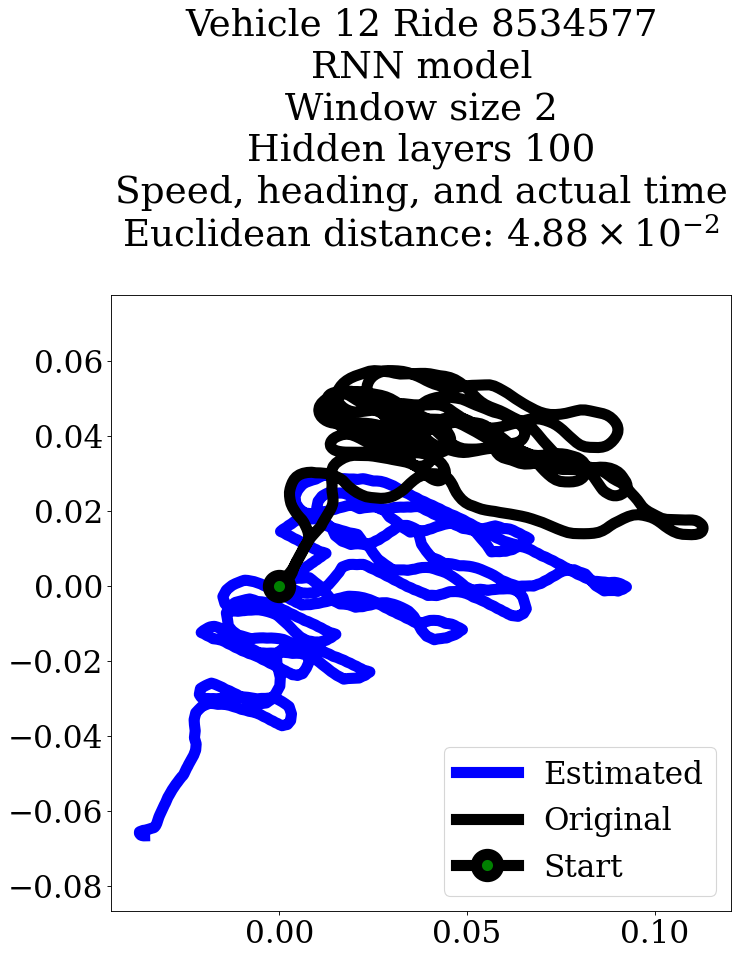 Vehicle 12 Ride 8534577
RNN model
Window size 2
Hidden layers 100
Speed, heading, and actual time
Euclidean distance: 4.88 × 10⁻²
0.06
0.04
0.02
0.00
−0.02
−0.04
−0.06
−0.08
Estimated
Original
Start
0.00 0.05 0.10